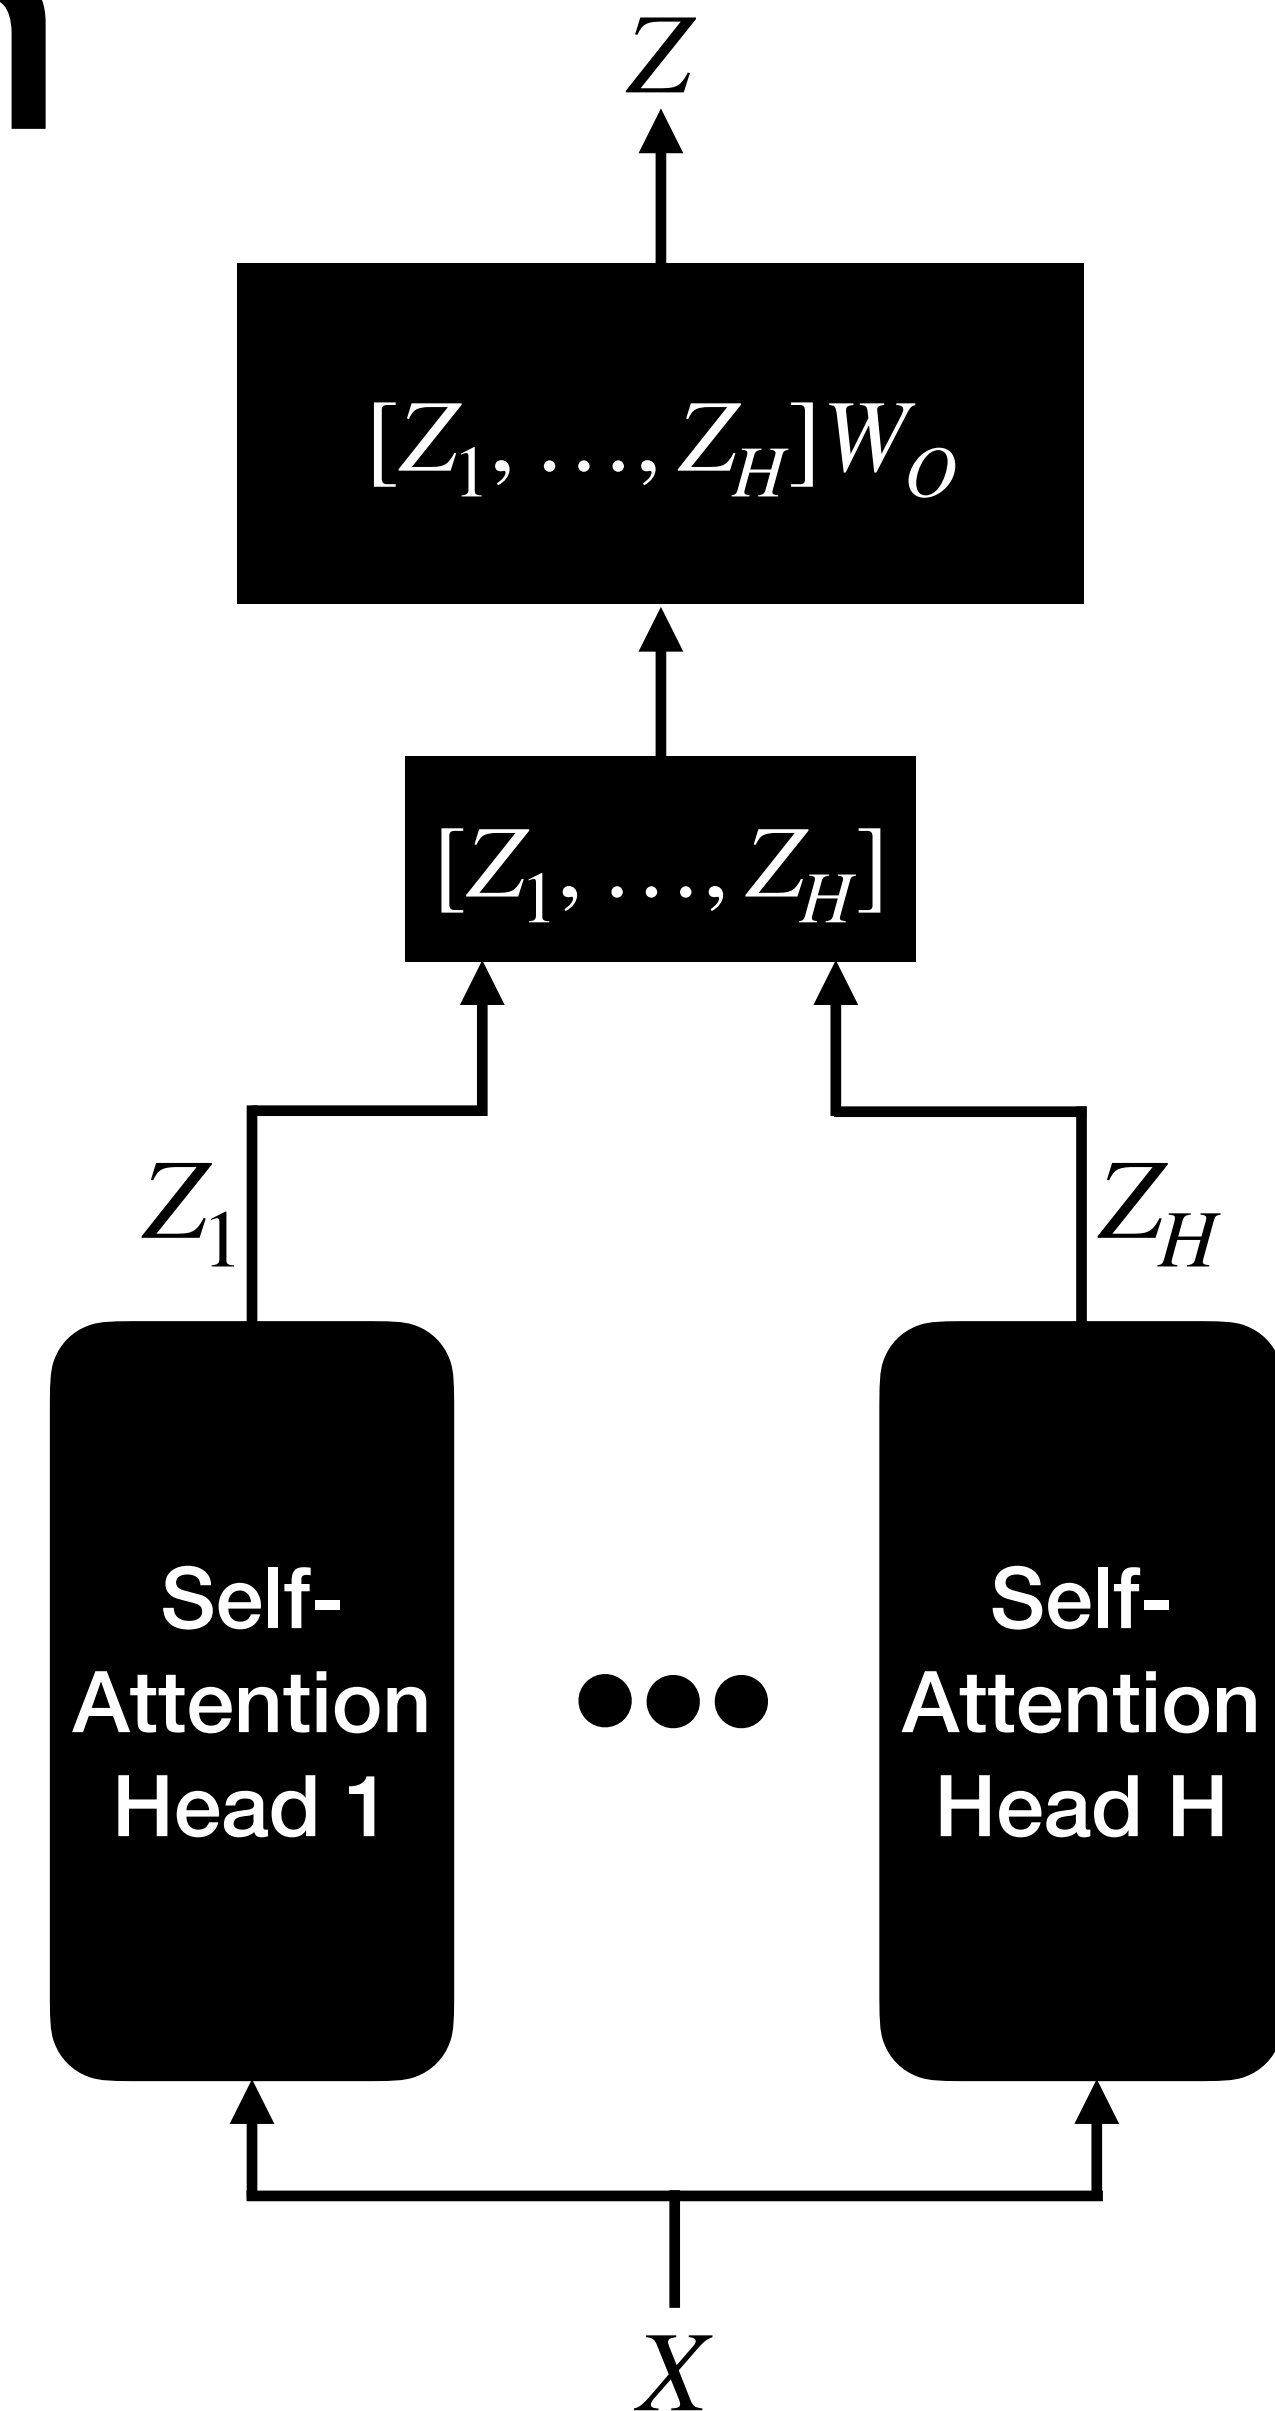 n
Z
[Z_1, …, Z_H]W_O
[Z_1, …, Z_H]
Z_1
Z_H
Self-
Attention
Head 1
Self-
Attention
Head H
X